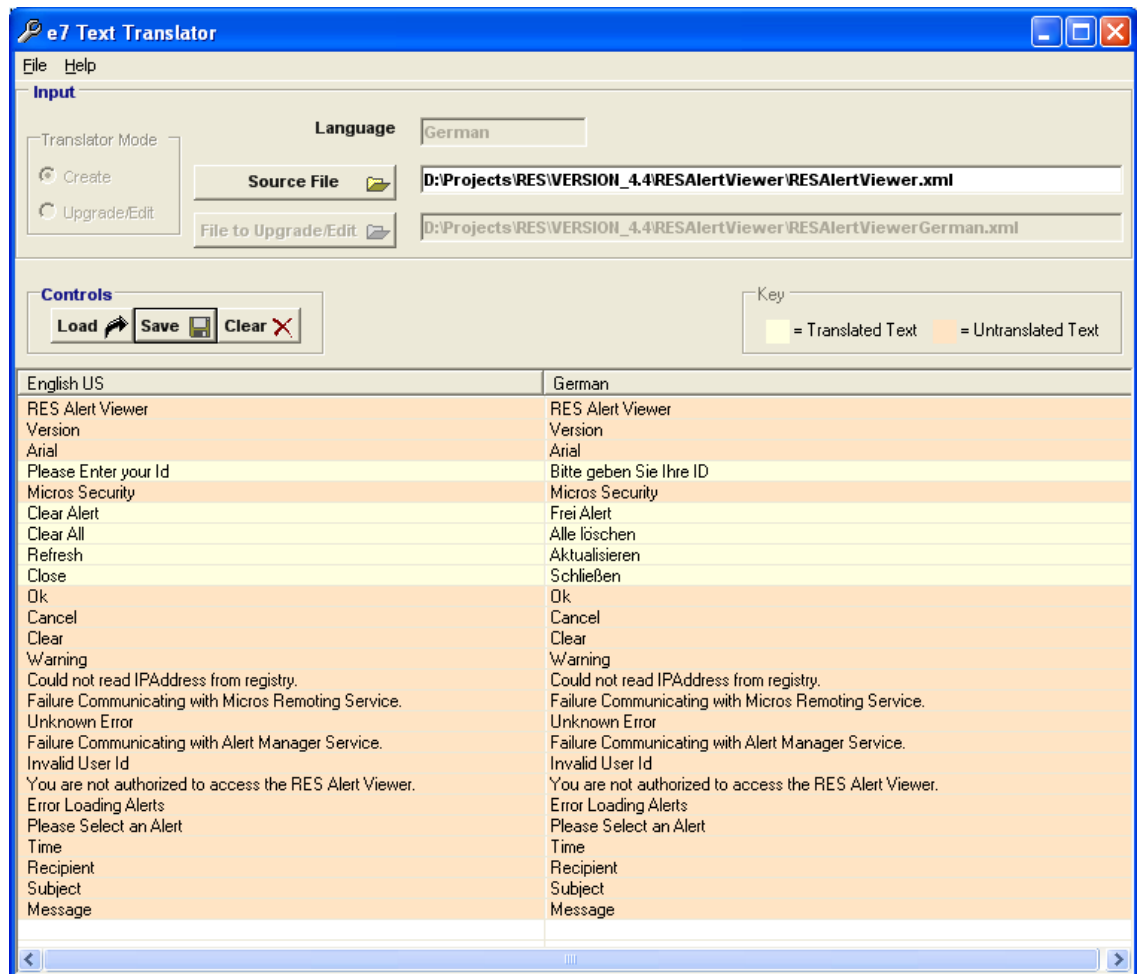 e7 Text Translator
File Help
Input
Translator Mode
Create
Upgrade/Edit
Language German
Source File D:\Projects\RES\VERSION_4.4\RESAlertViewer\RESAlertViewer.xml
File to Upgrade/Edit D:\Projects\RES\VERSION_4.4\RESAlertViewer\RESAlertViewerGerman.xml
Controls
Load Save Clear
Key
= Translated Text = Untranslated Text
English US German
RES Alert Viewer RES Alert Viewer
Version Version
Arial Arial
Please Enter your Id Bitte geben Sie Ihre ID
Micros Security Micros Security
Clear Alert Frei Alert
Clear All Alle löschen
Refresh Aktualisieren
Close Schließen
Ok Ok
Cancel Cancel
Clear Clear
Warning Warning
Could not read IPAddress from registry. Could not read IPAddress from registry.
Failure Communicating with Micros Remoting Service. Failure Communicating with Micros Remoting Service.
Unknown Error Unknown Error
Failure Communicating with Alert Manager Service. Failure Communicating with Alert Manager Service.
Invalid User Id Invalid User Id
You are not authorized to access the RES Alert Viewer. You are not authorized to access the RES Alert Viewer.
Error Loading Alerts Error Loading Alerts
Please Select an Alert Please Select an Alert
Time Time
Recipient Recipient
Subject Subject
Message Message